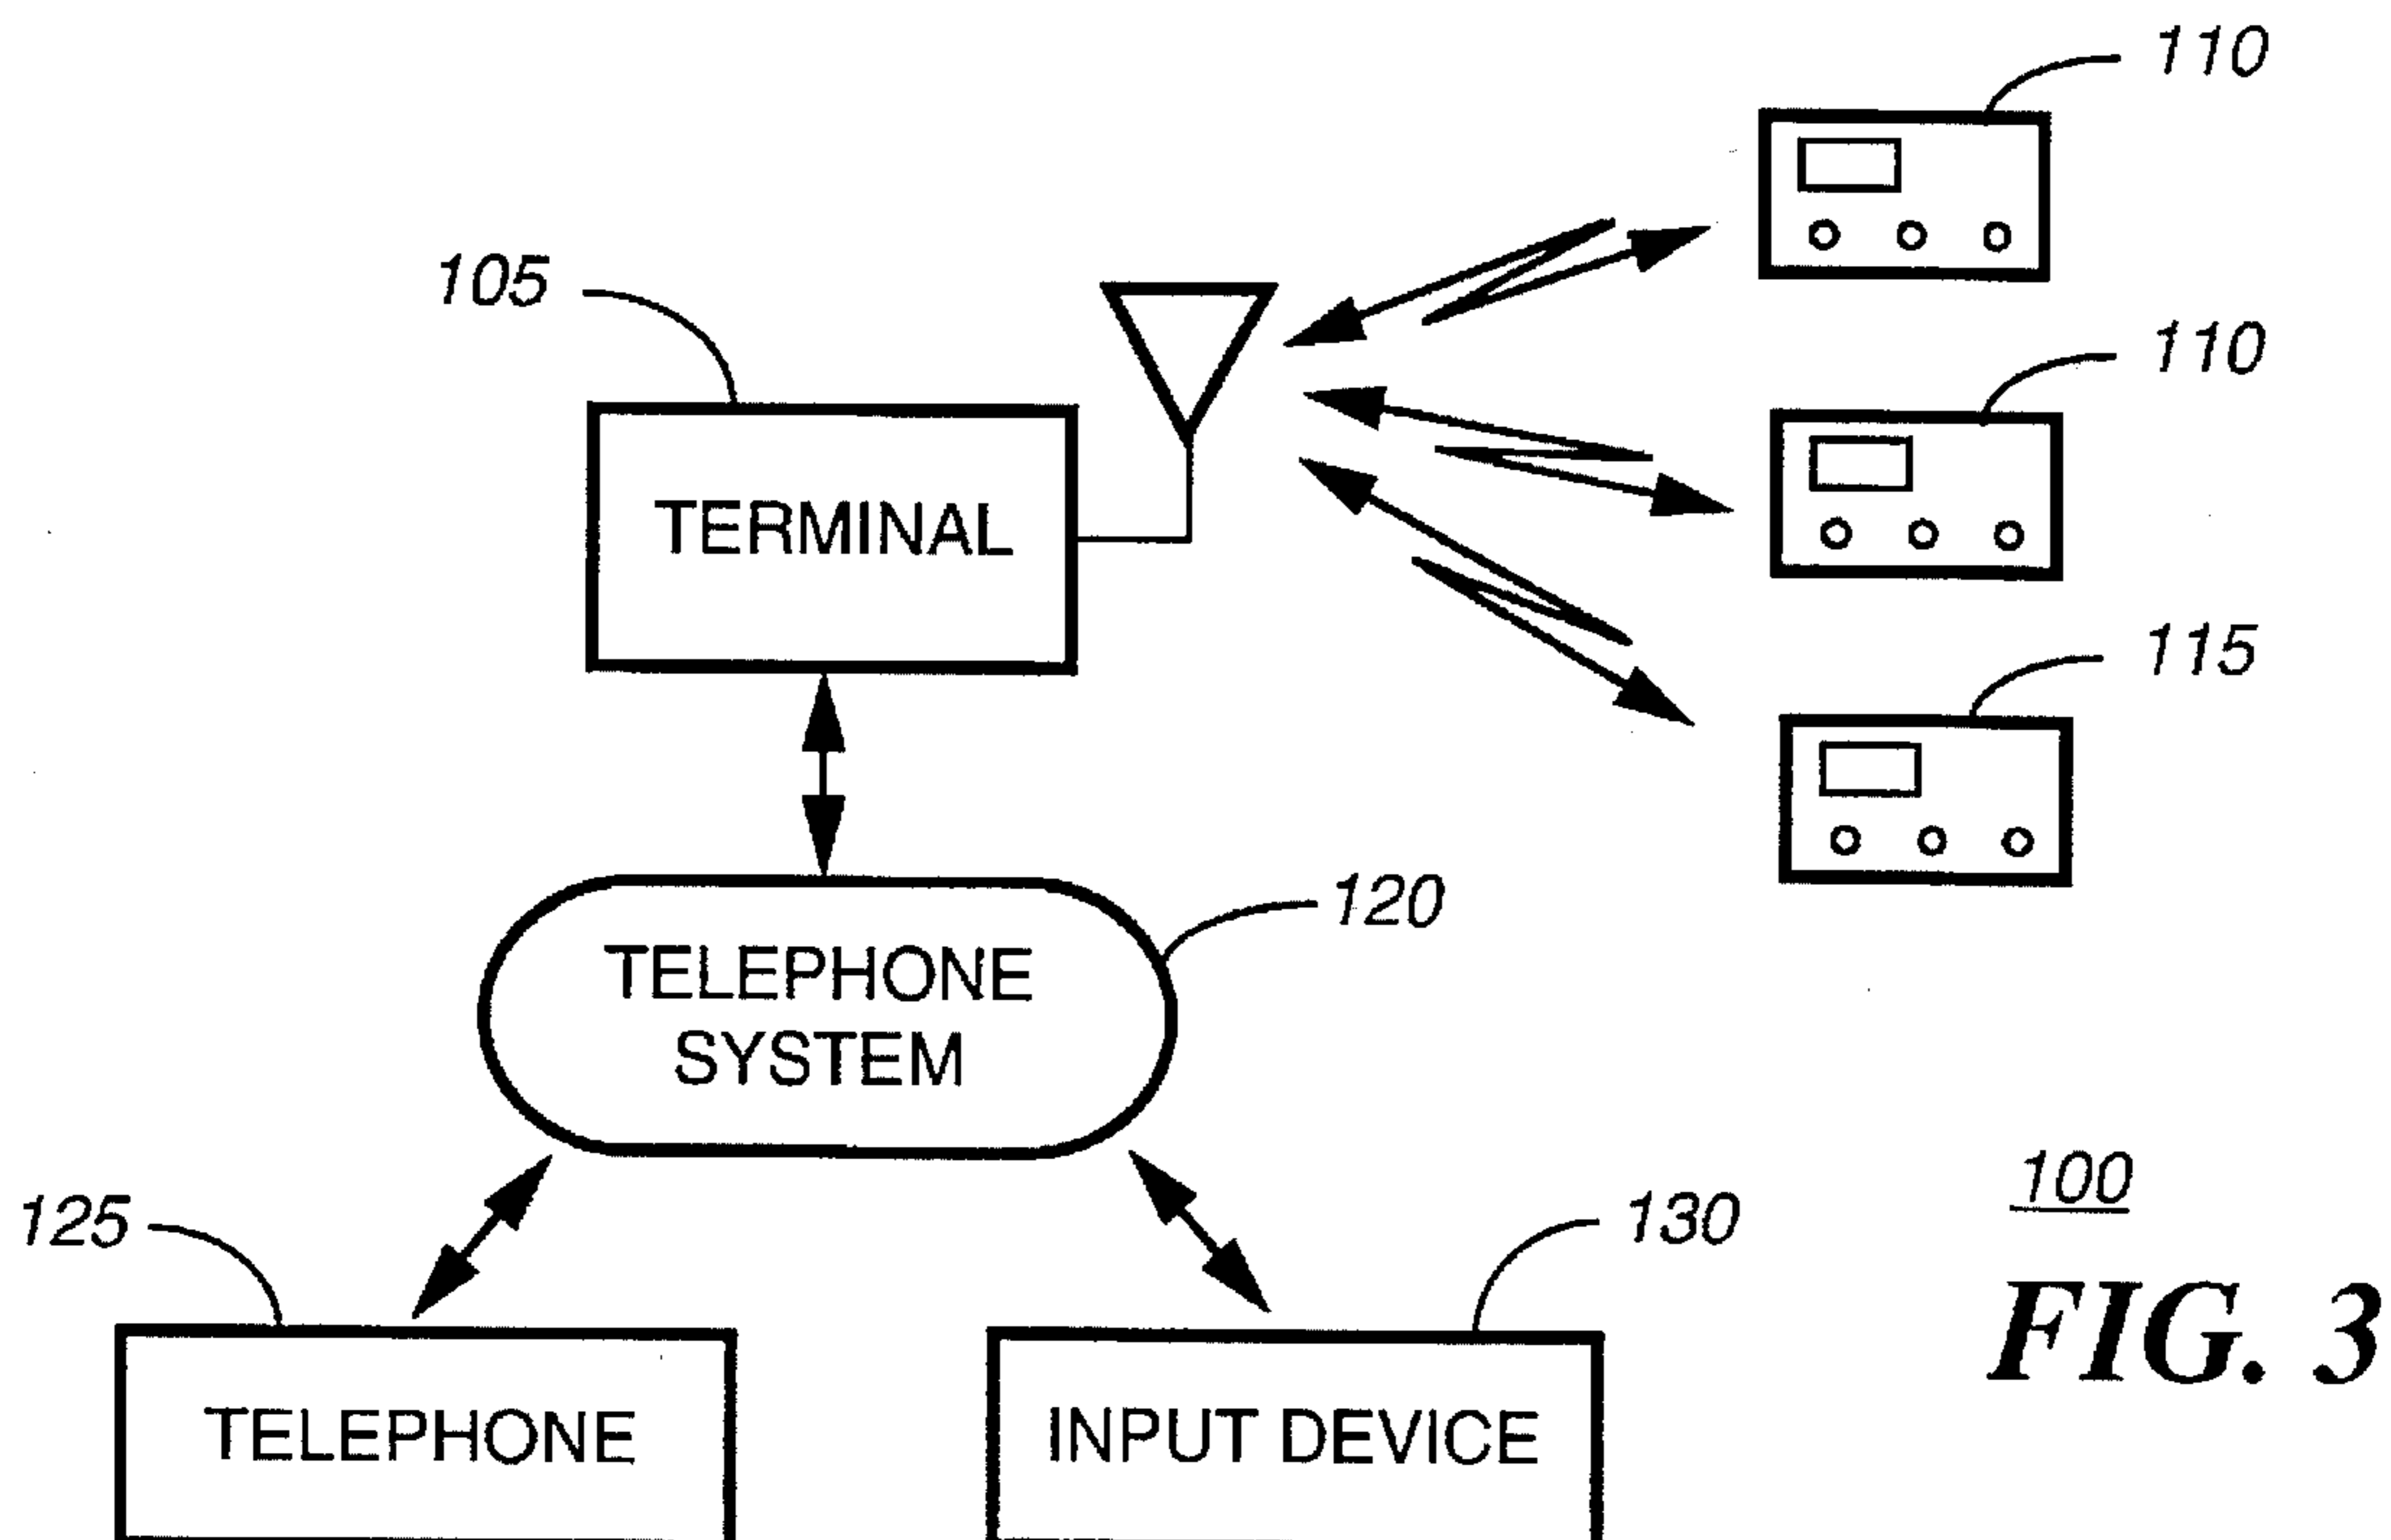 110
105
110
TERMINAL
115
120
TELEPHONE
SYSTEM
100
125
130
FIG. 3
TELEPHONE
INPUT DEVICE